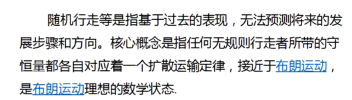 随机行走等是指基于过去的表现，无法预测将来的发
展步骤和方向。核心概念是指任何无规则行走者所带的守
恒量都各自对应着一个扩散运输定律，接近于布朗运动，
是布朗运动理想的数学状态.